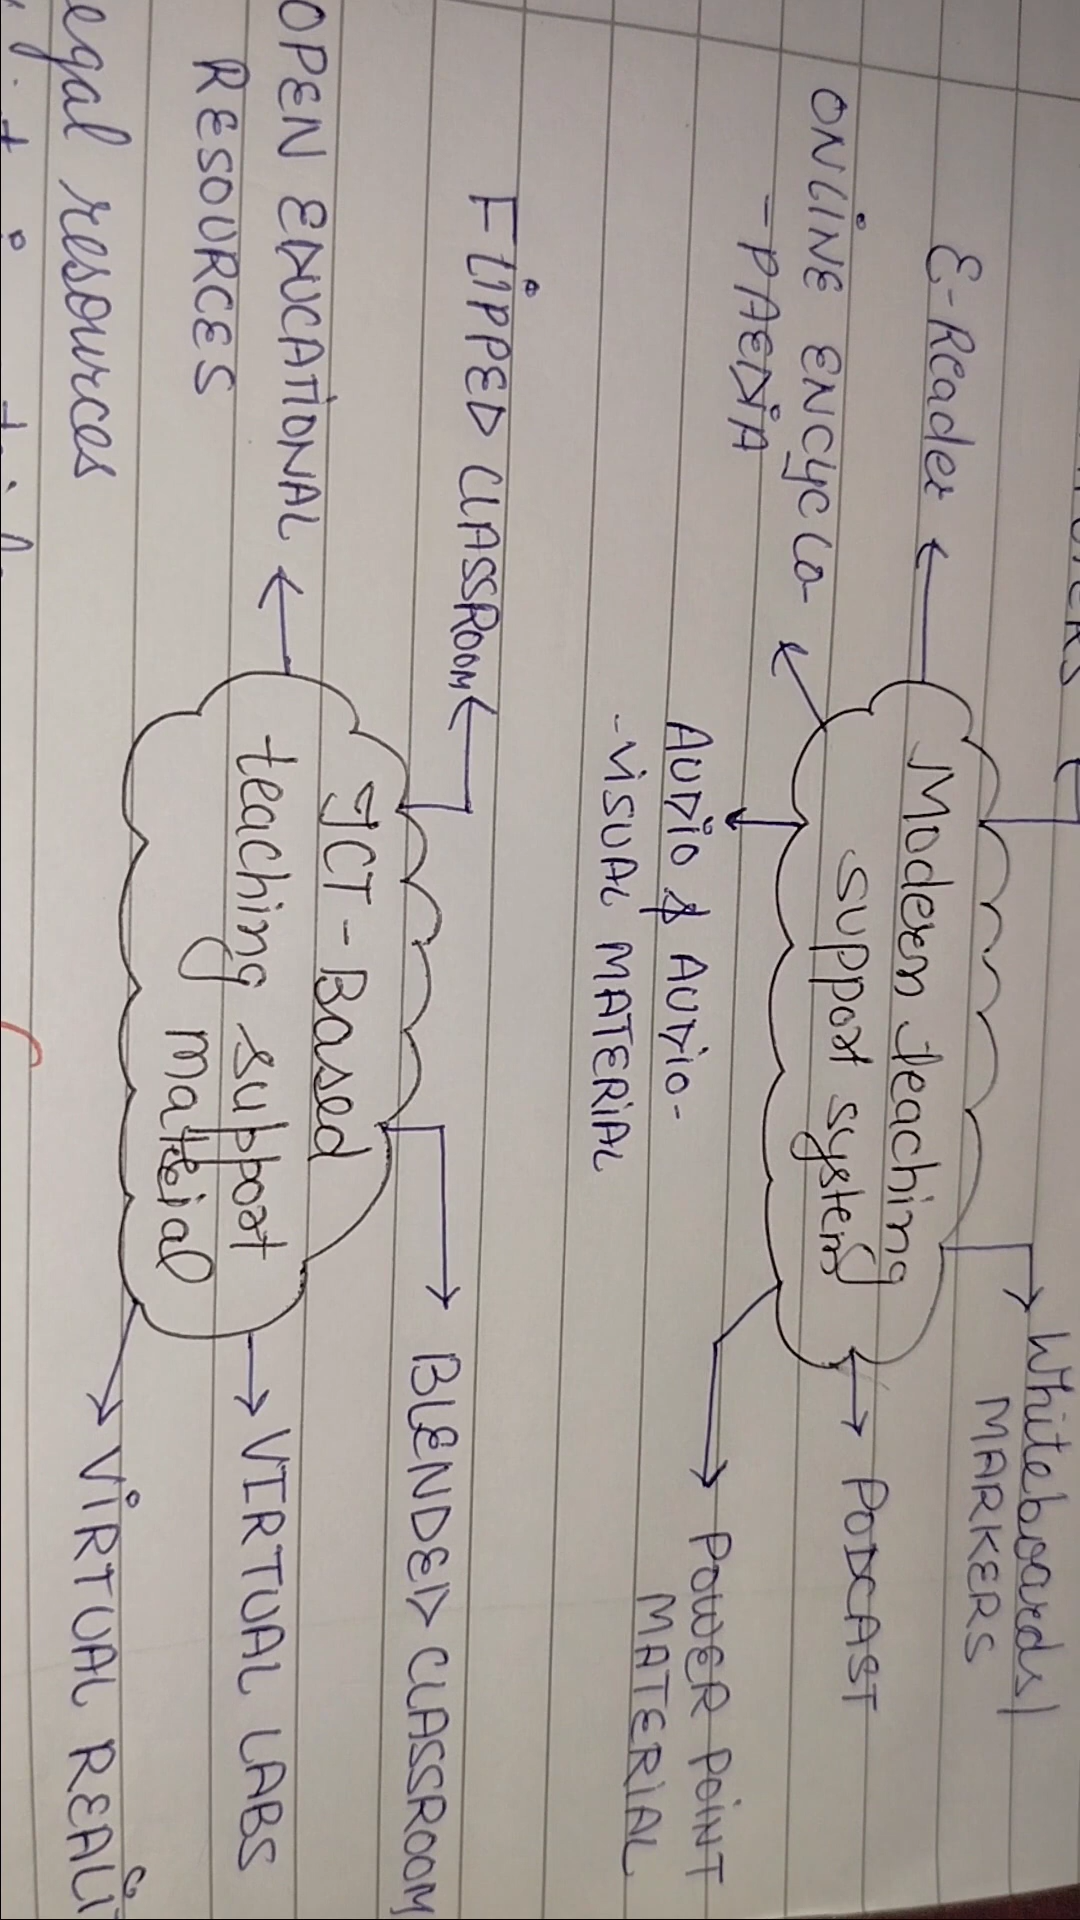 E-Reader
Whiteboards/
MARKERS
ONLINE ENCYCLO-
-PAEDIA
Modern teaching
support system
PODCAST
AUDIO & AUDIO-
-VISUAL MATERIAL
POWER POINT
MATERIAL
FLIPPED CLASSROOM
BLENDED CLASSROOM
OPEN EDUCATIONAL
RESOURCES
ICT-Based
teaching support
material
VIRTUAL LABS
VIRTUAL REALI
egal resources